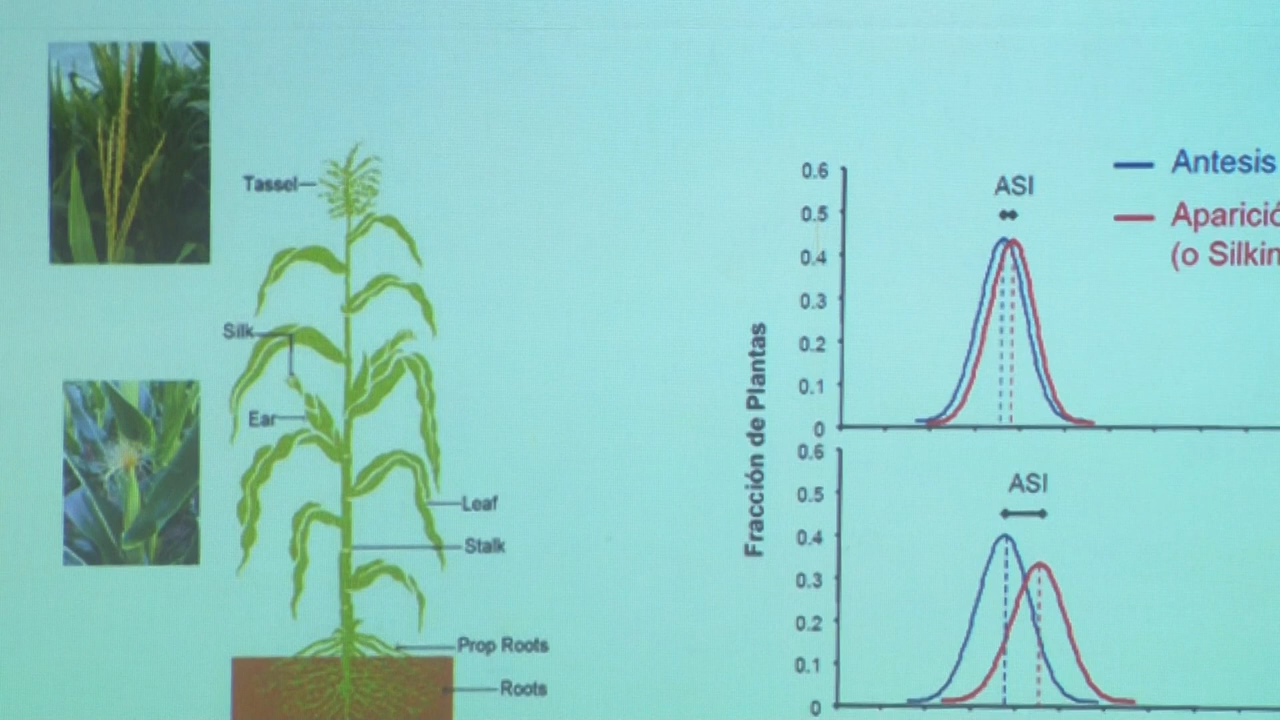 Tassel
Silk
Ear
Leaf
Stalk
Prop Roots
Roots
Fracción de Plantas
0.6
0.5
0.4
0.3
0.2
0.1
0
ASI
Antesis
Aparició
(o Silkin
0.6
0.5
0.4
0.3
0.2
0.1
0
ASI